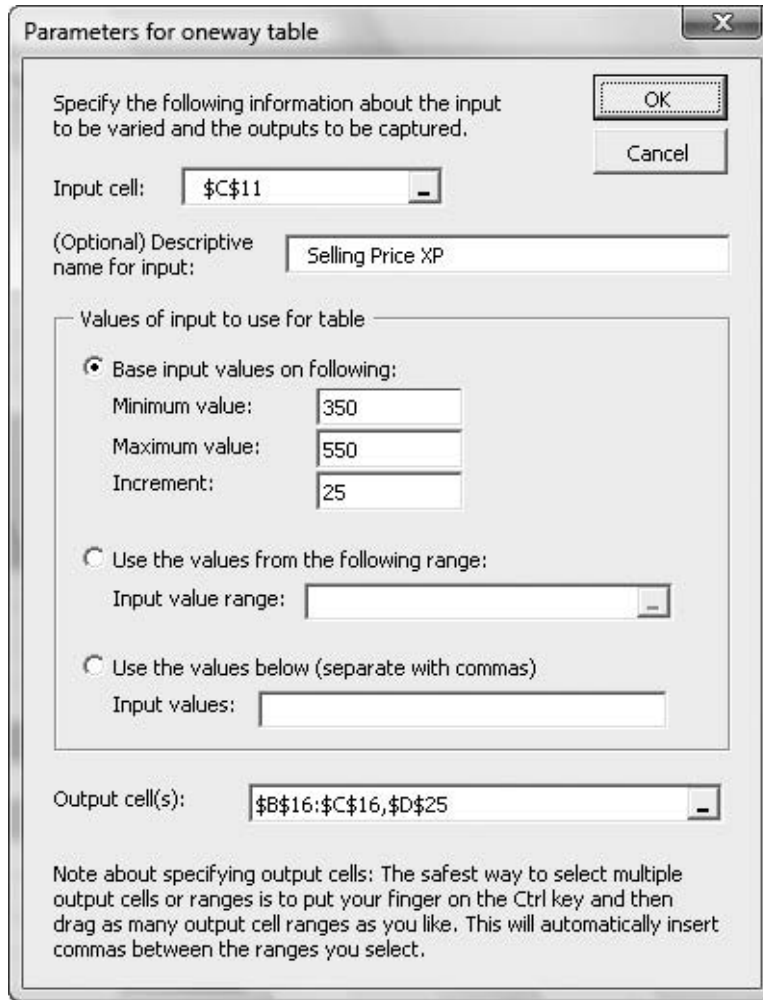 Parameters for oneway table
X
Specify the following information about the input
to be varied and the outputs to be captured.
OK
Cancel
Input cell: $C$11
(Optional) Descriptive
name for input: Selling Price XP
Values of input to use for table
Base input values on following:
Minimum value: 350
Maximum value: 550
Increment: 25
Use the values from the following range:
Input value range:
Use the values below (separate with commas)
Input values:
Output cell(s): $B$16:$C$16,$D$25
Note about specifying output cells: The safest way to select multiple
output cells or ranges is to put your finger on the Ctrl key and then
drag as many output cell ranges as you like. This will automatically insert
commas between the ranges you select.